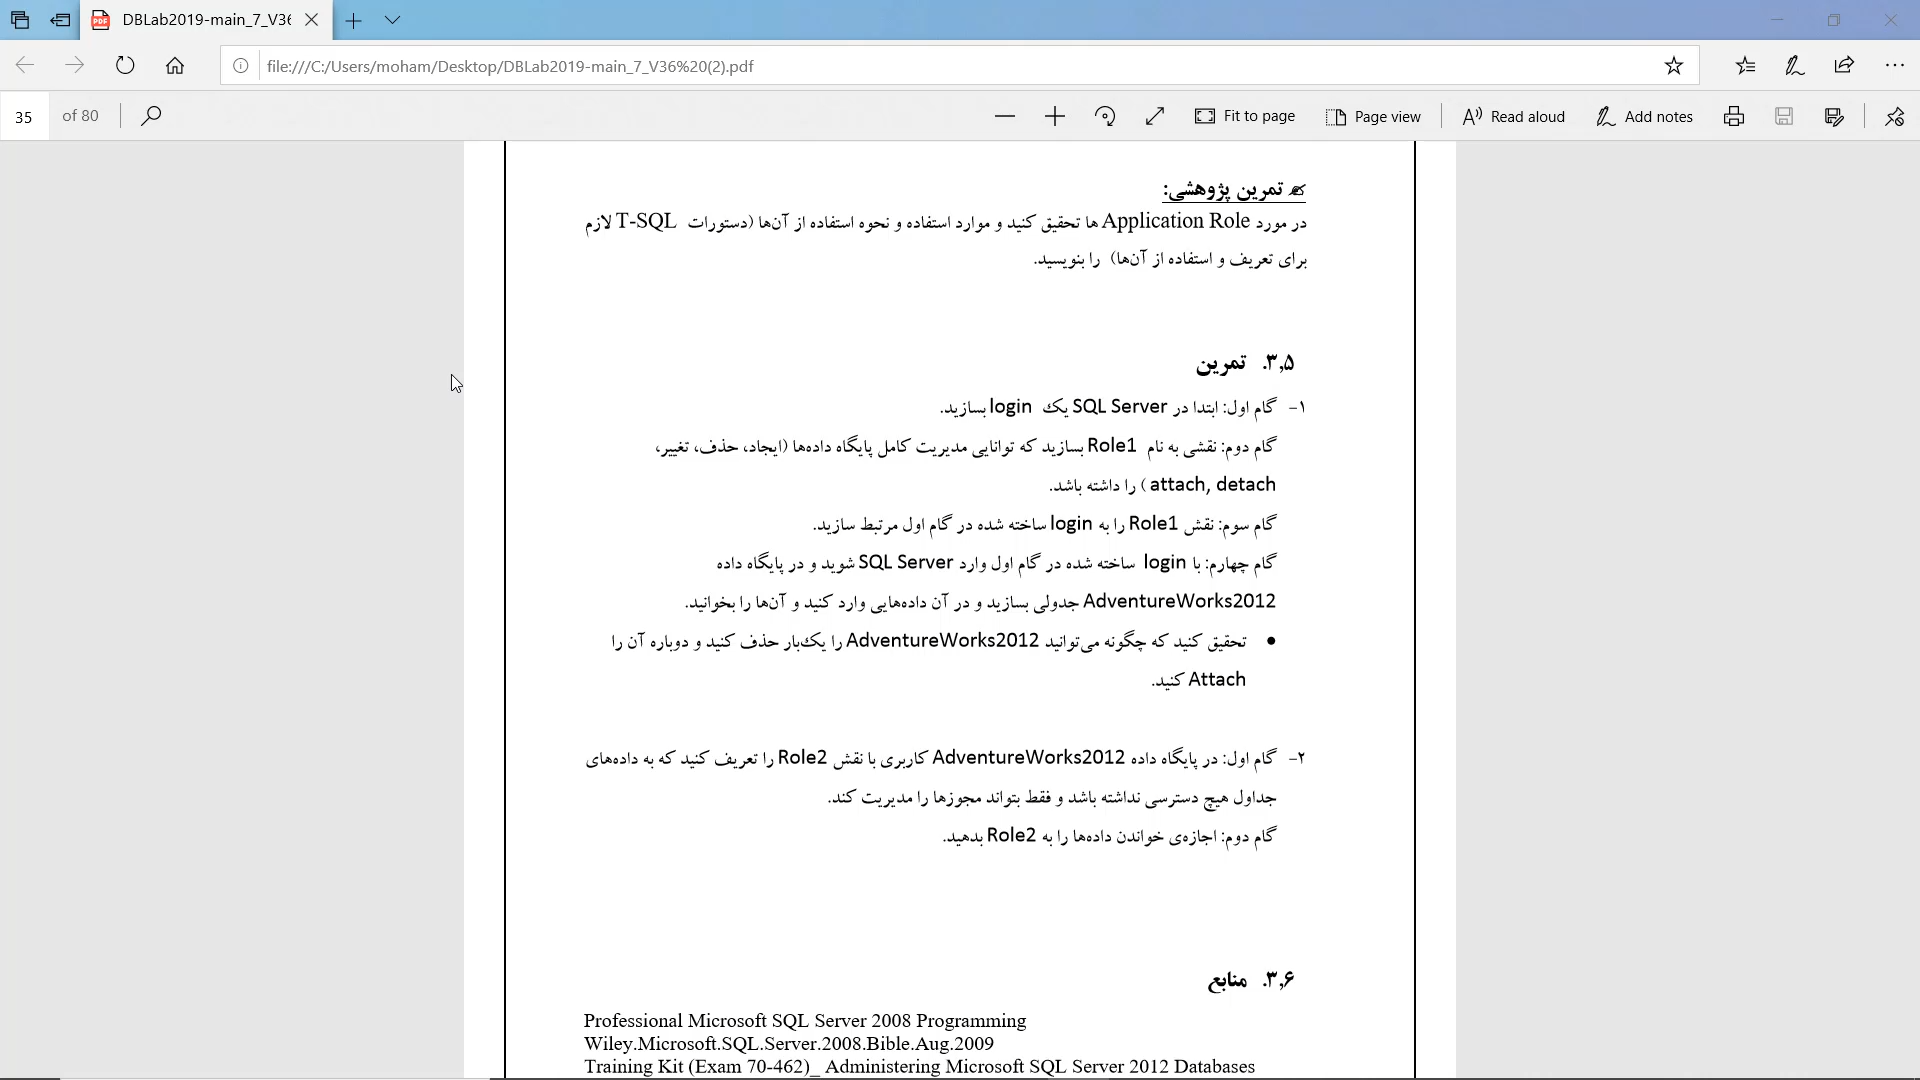 DBLab2019-main_7_V36
file:///C:/Users/moham/Desktop/DBLab2019-main_7_V36%20(2).pdf
35 of 80
Fit to page
Page view
Read aloud
Add notes
تمرین پژوهشی:
در مورد Application Role ها تحقیق کنید و موارد استفاده و نحوه استفاده از آن‌ها (دستورات T-SQL لازم
برای تعریف و استفاده از آن‌ها) را بنویسید.
۳,۵. تمرین
۱- گام اول: ابتدا در SQL Server یک login بسازید.
گام دوم: نقشی به نام Role1 بسازید که توانایی مدیریت کامل پایگاه داده‌ها (ایجاد، حذف، تغییر،
attach, detach ) را داشته باشد.
گام سوم: نقش Role1 را به login ساخته شده در گام اول مرتبط سازید.
گام چهارم: با login ساخته شده در گام اول وارد SQL Server شوید و در پایگاه داده
AdventureWorks2012 جدولی بسازید و در آن داده‌هایی وارد کنید و آن‌ها را بخوانید.
● تحقیق کنید که چگونه می‌توانید AdventureWorks2012 را یک‌بار حذف کنید و دوباره آن را
Attach کنید.
۲- گام اول: در پایگاه داده AdventureWorks2012 کاربری با نقش Role2 را تعریف کنید که به داده‌های
جداول هیچ دسترسی نداشته باشد و فقط بتواند مجوزها را مدیریت کند.
گام دوم: اجازه‌ی خواندن داده‌ها را به Role2 بدهید.
۳,۶. منابع
Professional Microsoft SQL Server 2008 Programming
Wiley.Microsoft.SQL.Server.2008.Bible.Aug.2009
Training Kit (Exam 70-462)_ Administering Microsoft SQL Server 2012 Databases